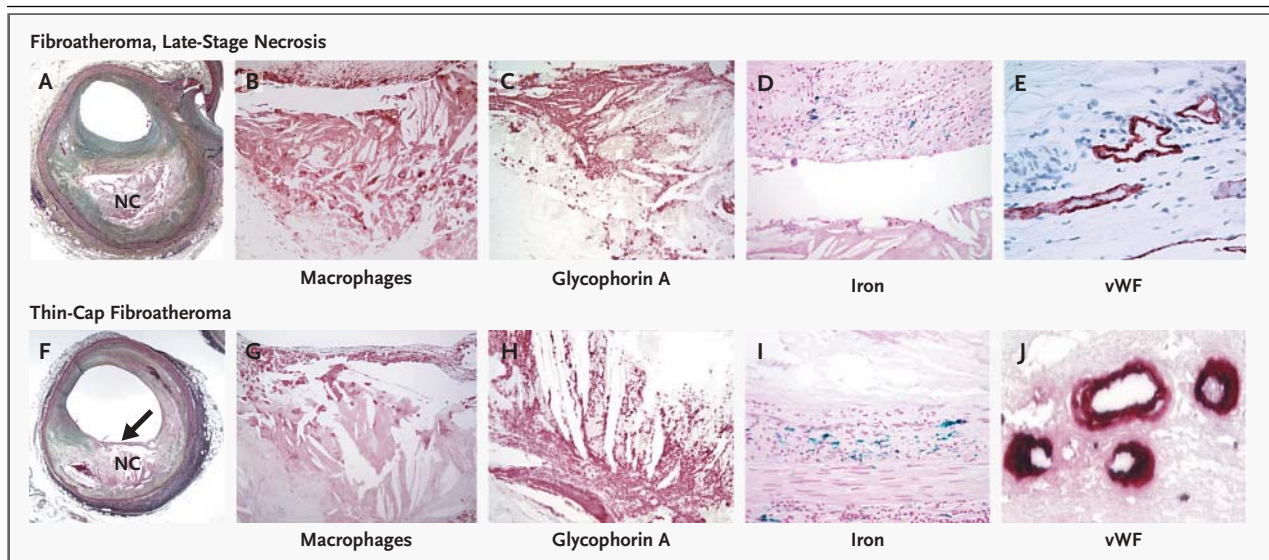 Fibroatheroma, Late-Stage Necrosis
A B C D E
NC
Macrophages Glycophorin A Iron vWF
Thin-Cap Fibroatheroma
F G H I J
NC
Macrophages Glycophorin A Iron vWF